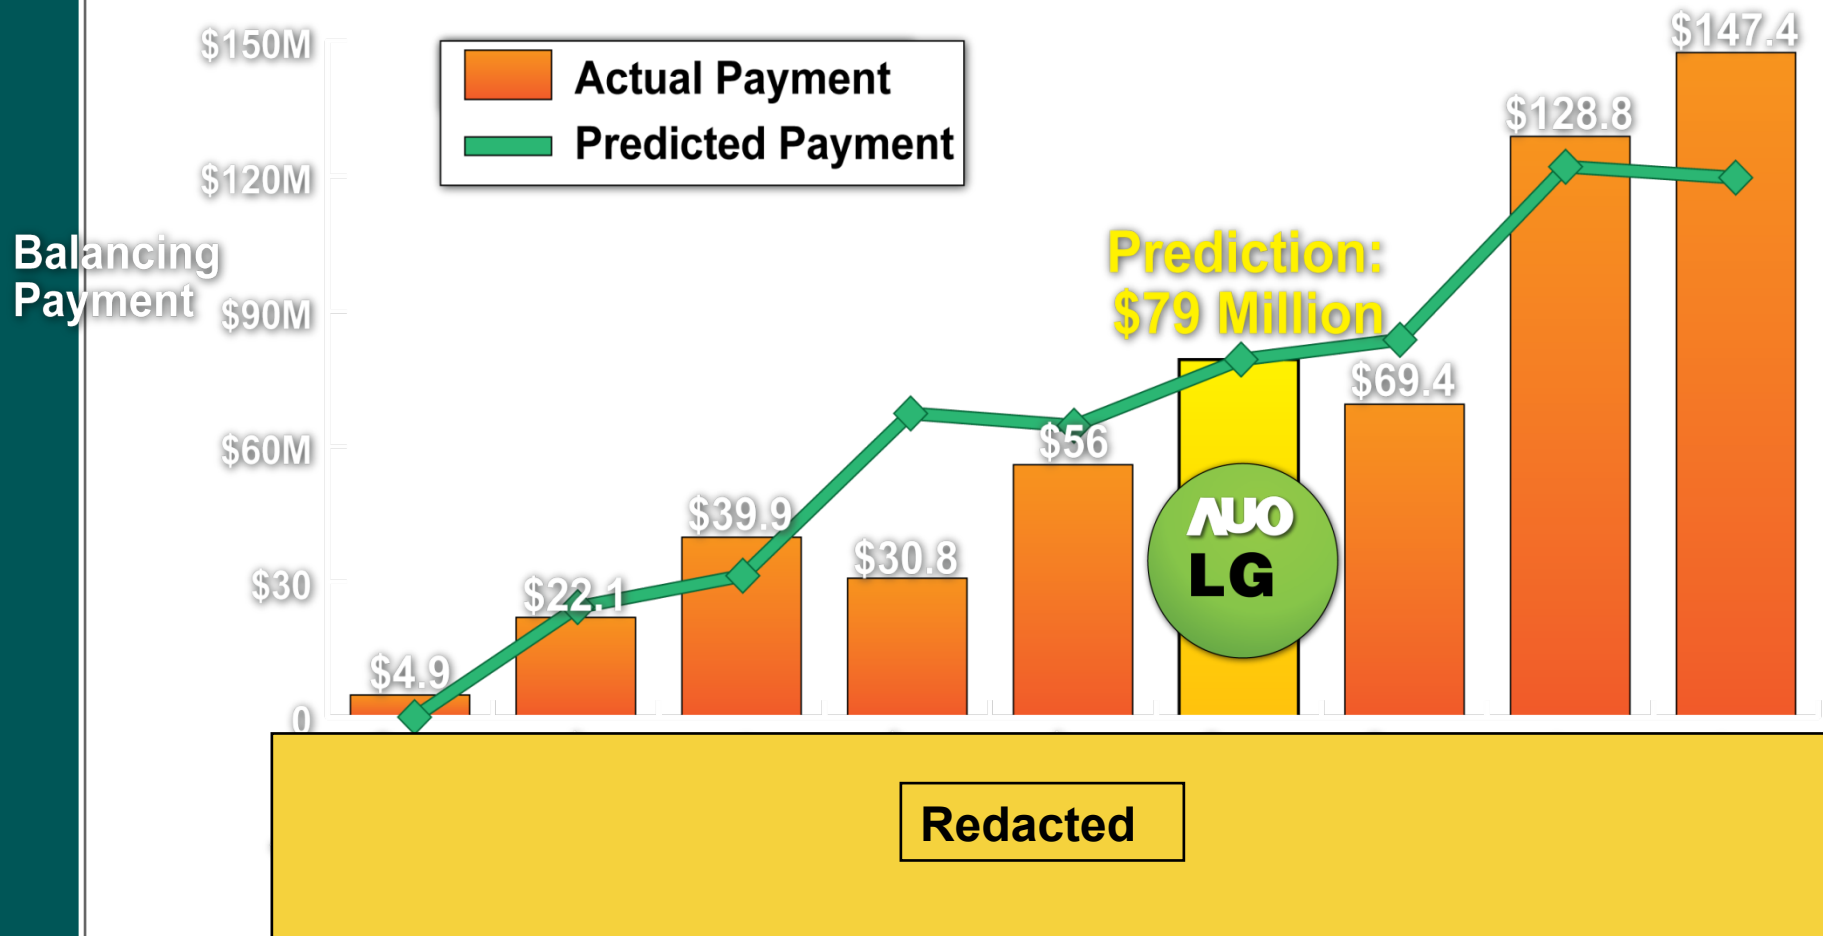 $150M
$120M
$90M
$60M
$30
0
Balancing
Payment
Actual Payment
Predicted Payment
$4.9
$22.1
$39.9
$30.8
$56
Prediction:
$79 Million
AUO
LG
$69.4
$128.8
$147.4
Redacted